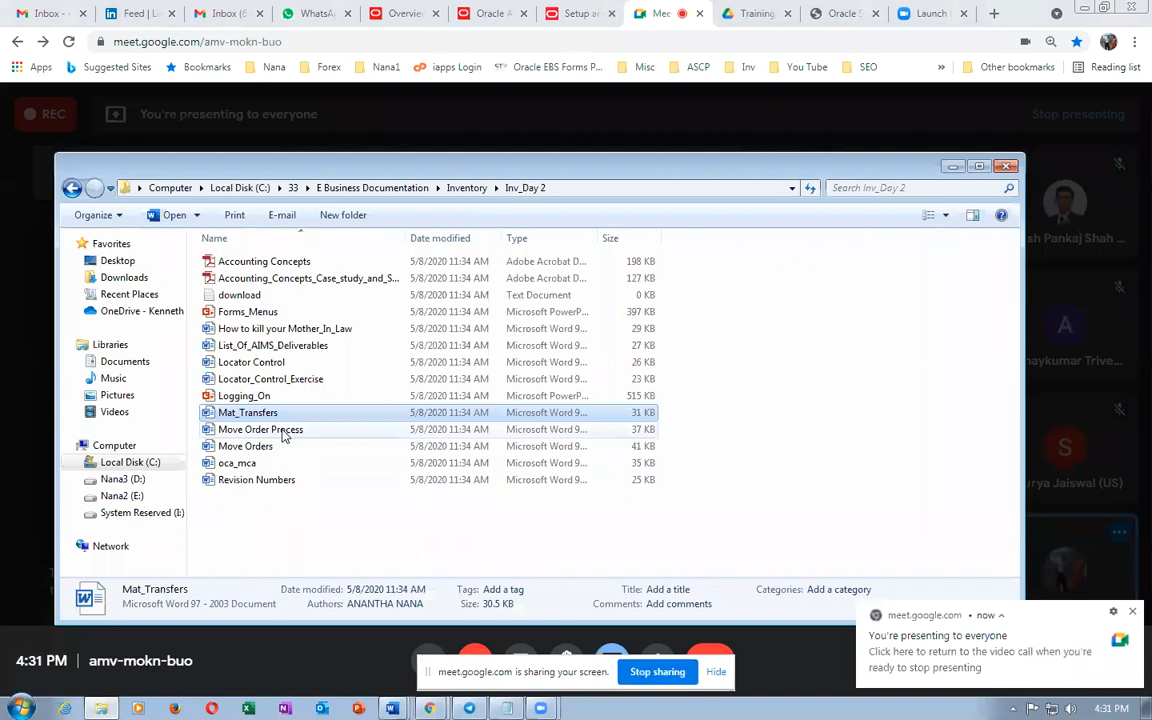 Inbox -
Feed | Li
Inbox (6
WhatsA
Overvie
Oracle A
Setup a
Mee
Training
Oracle S
Launch
meet.google.com/amv-mokn-buo
Apps
Suggested Sites
Bookmarks
Nana
Forex
Nana1
iapps Login
Oracle EBS Forms P...
Misc
ASCP
Inv
You Tube
SEO
»
Other bookmarks
Reading list
REC
You're presenting to everyone
Stop presenting
Computer
Local Disk (C:)
33
E Business Documentation
Inventory
Inv_Day 2
Search Inv_Day 2
Organize
Open
Print
E-mail
New folder
Name
Date modified
Type
Size
Favorites
Desktop
Downloads
Recent Places
OneDrive - Kenneth
Libraries
Documents
Music
Pictures
Videos
Computer
Local Disk (C:)
Nana3 (D:)
Nana2 (E:)
System Reserved (I:)
Network
Accounting Concepts 5/8/2020 11:34 AM Adobe Acrobat D... 198 KB
Accounting_Concepts_Case_study_and_S... 5/8/2020 11:34 AM Adobe Acrobat D... 127 KB
download 5/8/2020 11:34 AM Text Document 0 KB
Forms_Menus 5/8/2020 11:34 AM Microsoft PowerP... 397 KB
How to kill your Mother_In_Law 5/8/2020 11:34 AM Microsoft Word 9... 29 KB
List_Of_AIMS_Deliverables 5/8/2020 11:34 AM Microsoft Word 9... 27 KB
Locator Control 5/8/2020 11:34 AM Microsoft Word 9... 26 KB
Locator_Control_Exercise 5/8/2020 11:34 AM Microsoft Word 9... 23 KB
Logging_On 5/8/2020 11:34 AM Microsoft PowerP... 515 KB
Mat_Transfers 5/8/2020 11:34 AM Microsoft Word 9... 31 KB
Move Order Process 5/8/2020 11:34 AM Microsoft Word 9... 37 KB
Move Orders 5/8/2020 11:34 AM Microsoft Word 9... 41 KB
oca_mca 5/8/2020 11:34 AM Microsoft Word 9... 35 KB
Revision Numbers 5/8/2020 11:34 AM Microsoft Word 9... 25 KB
sh Pankaj Shah ...
A
naykumar Trive...
S
urya Jaiswal (US)
Mat_Transfers
Microsoft Word 97 - 2003 Document
Date modified: 5/8/2020 11:34 AM
Authors: ANANTHA NANA
Tags: Add a tag
Size: 30.5 KB
Title: Add a title
Comments: Add comments
Categories: Add a category
meet.google.com • now
You're presenting to everyone
Click here to return to the video call when you're
ready to stop presenting
4:31 PM
amv-mokn-buo
meet.google.com is sharing your screen.
Stop sharing
Hide
4:31 PM